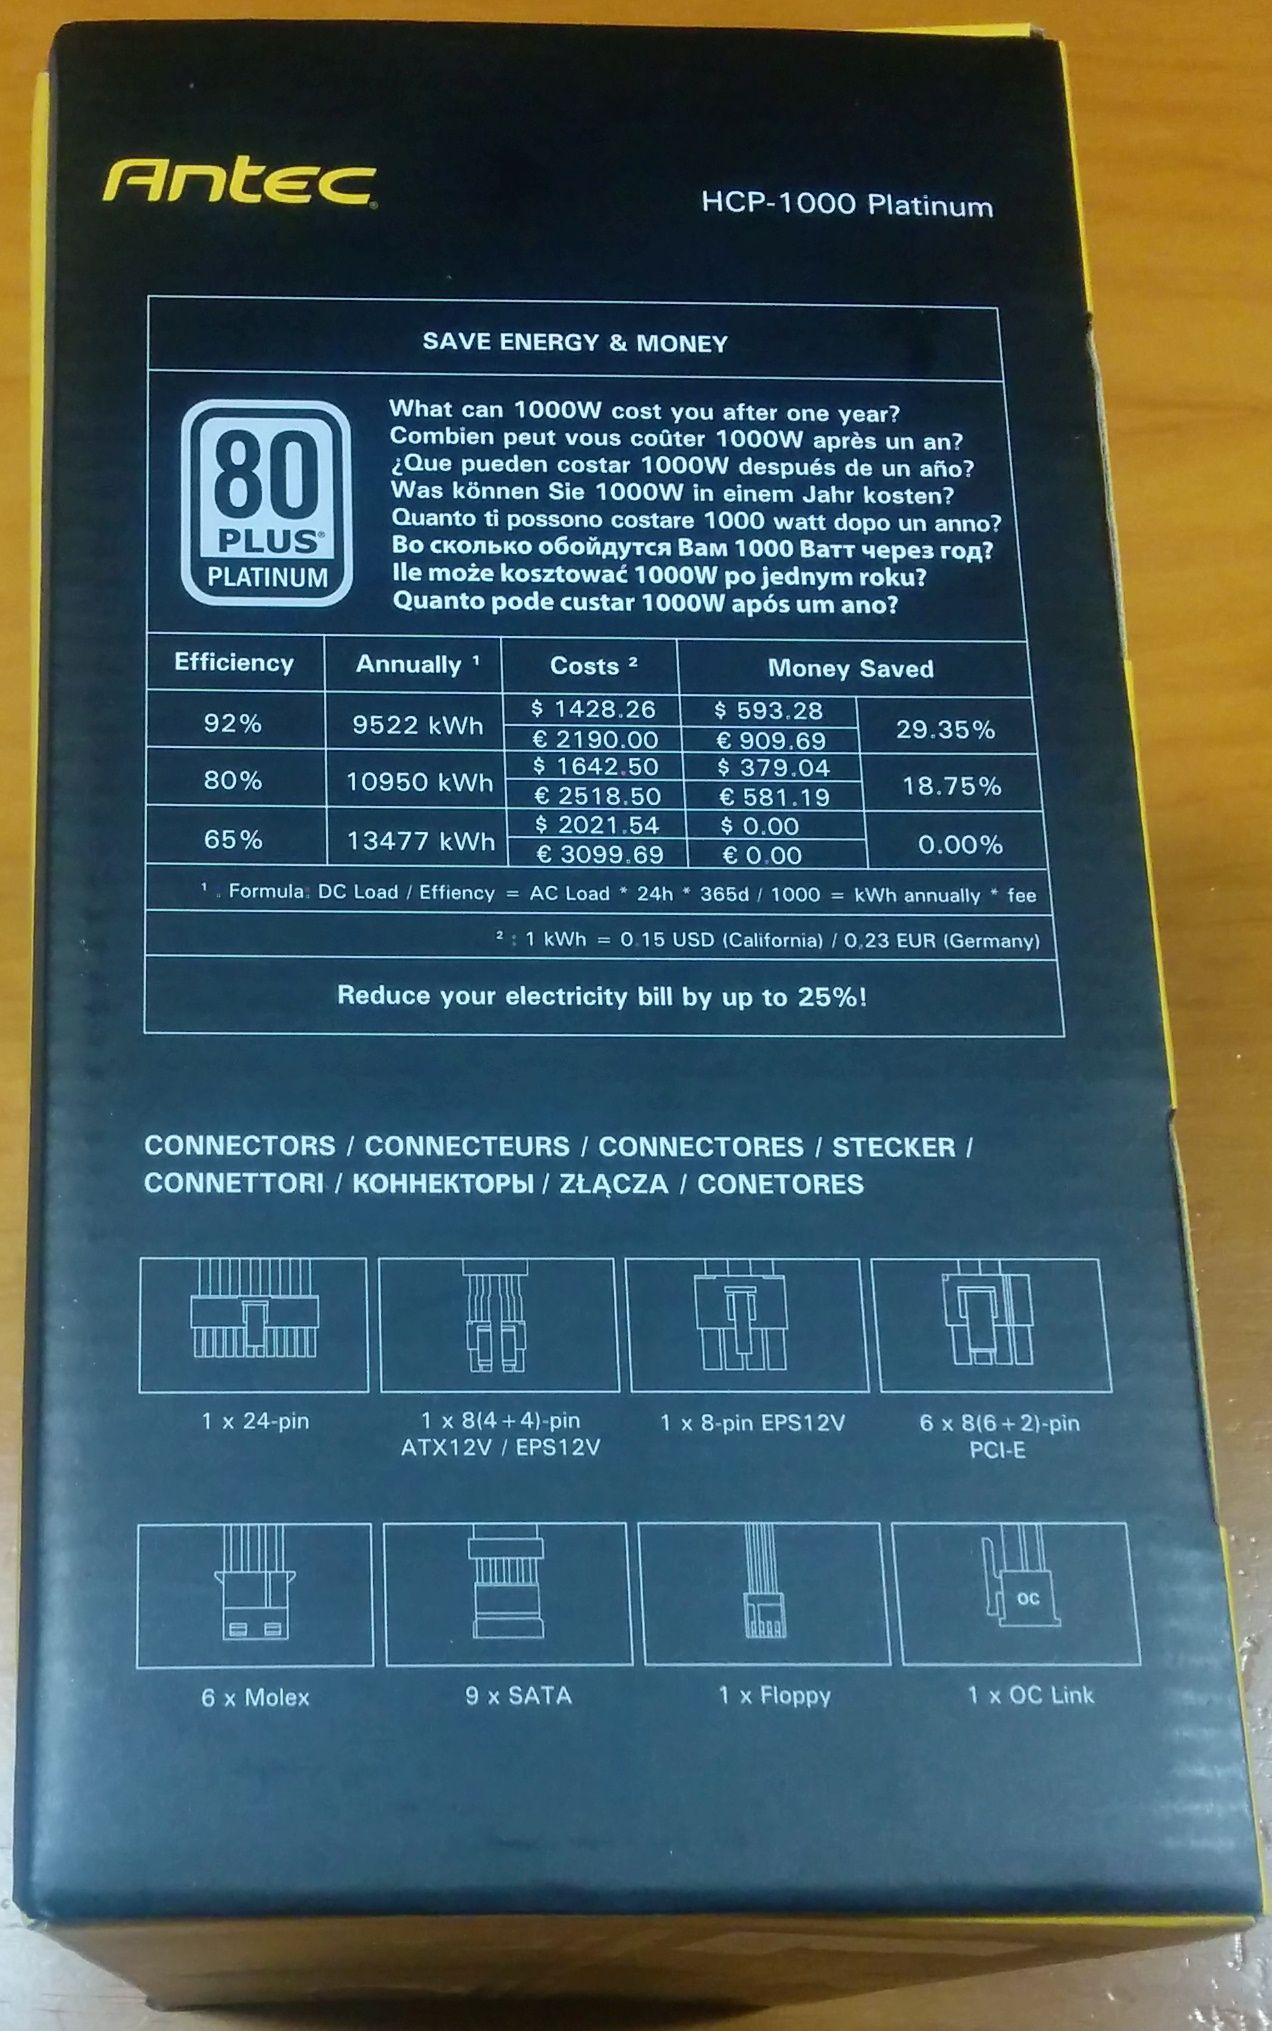 Antec
HCP-1000 Platinum
SAVE ENERGY & MONEY
80
PLUS®
PLATINUM
What can 1000W cost you after one year?
Combien peut vous coûter 1000W après un an?
¿Que pueden costar 1000W después de un año?
Was können Sie 1000W in einem Jahr kosten?
Quanto ti possono costare 1000 watt dopo un anno?
Во сколько обойдутся Вам 1000 Ватт через год?
Ile może kosztować 1000W po jednym roku?
Quanto pode custar 1000W após um ano?
Efficiency Annually ¹ Costs ² Money Saved
92% 9522 kWh $ 1428.26 $ 593.28 29.35%
€ 2190.00 € 909.69
80% 10950 kWh $ 1642.50 $ 379.04 18.75%
€ 2518.50 € 581.19
65% 13477 kWh $ 2021.54 $ 0.00 0.00%
€ 3099.69 € 0.00
¹ . Formula: DC Load / Effiency = AC Load * 24h * 365d / 1000 = kWh annually * fee
² : 1 kWh = 0.15 USD (California) / 0,23 EUR (Germany)
Reduce your electricity bill by up to 25%!
CONNECTORS / CONNECTEURS / CONNECTORES / STECKER /
CONNETTORI / КОННЕКТОРЫ / ZŁĄCZA / CONETORES
1 x 24-pin
1 x 8(4+4)-pin
ATX12V / EPS12V
1 x 8-pin EPS12V
6 x 8(6+2)-pin
PCI-E
OC
6 x Molex
9 x SATA
1 x Floppy
1 x OC Link